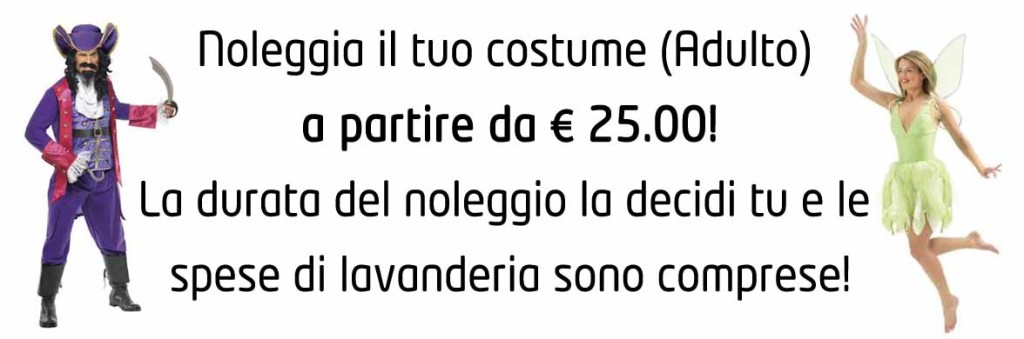 Noleggia il tuo costume (Adulto)
a partire da € 25.00!
La durata del noleggio la decidi tu e le
spese di lavanderia sono comprese!